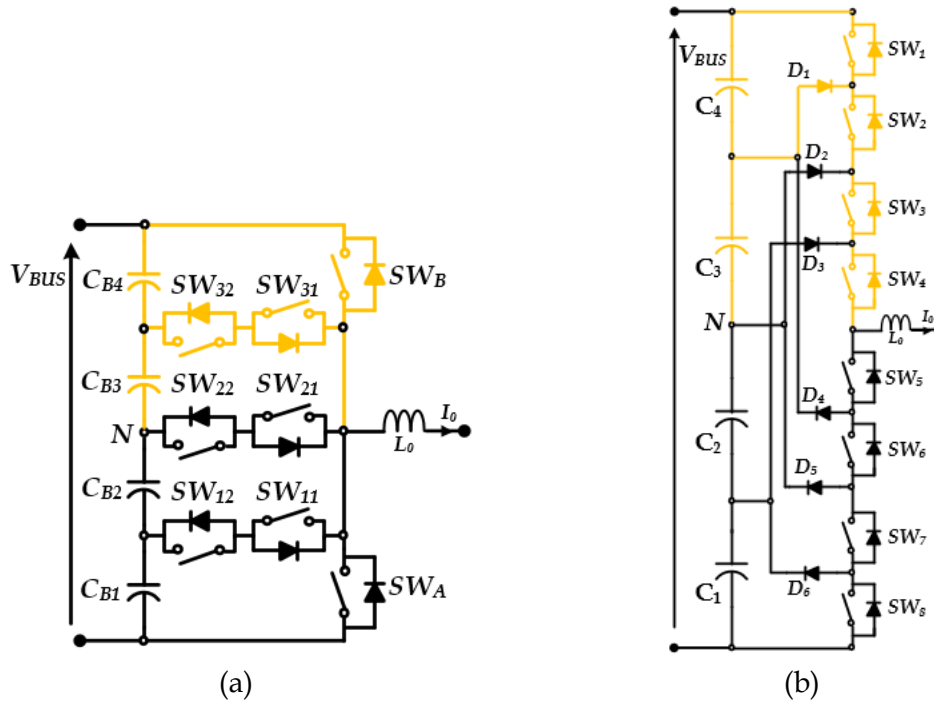 V_BUS
C_B4
SW_32
SW_31
SW_B
C_B3
SW_22
SW_21
N
I_0
L_0
C_B2
SW_12
SW_11
C_B1
SW_A
(a)
V_BUS
SW_1
D_1
C_4
SW_2
D_2
SW_3
C_3
D_3
SW_4
N
I_0
L_0
SW_5
D_4
C_2
SW_6
D_5
SW_7
C_1
D_6
SW_8
(b)